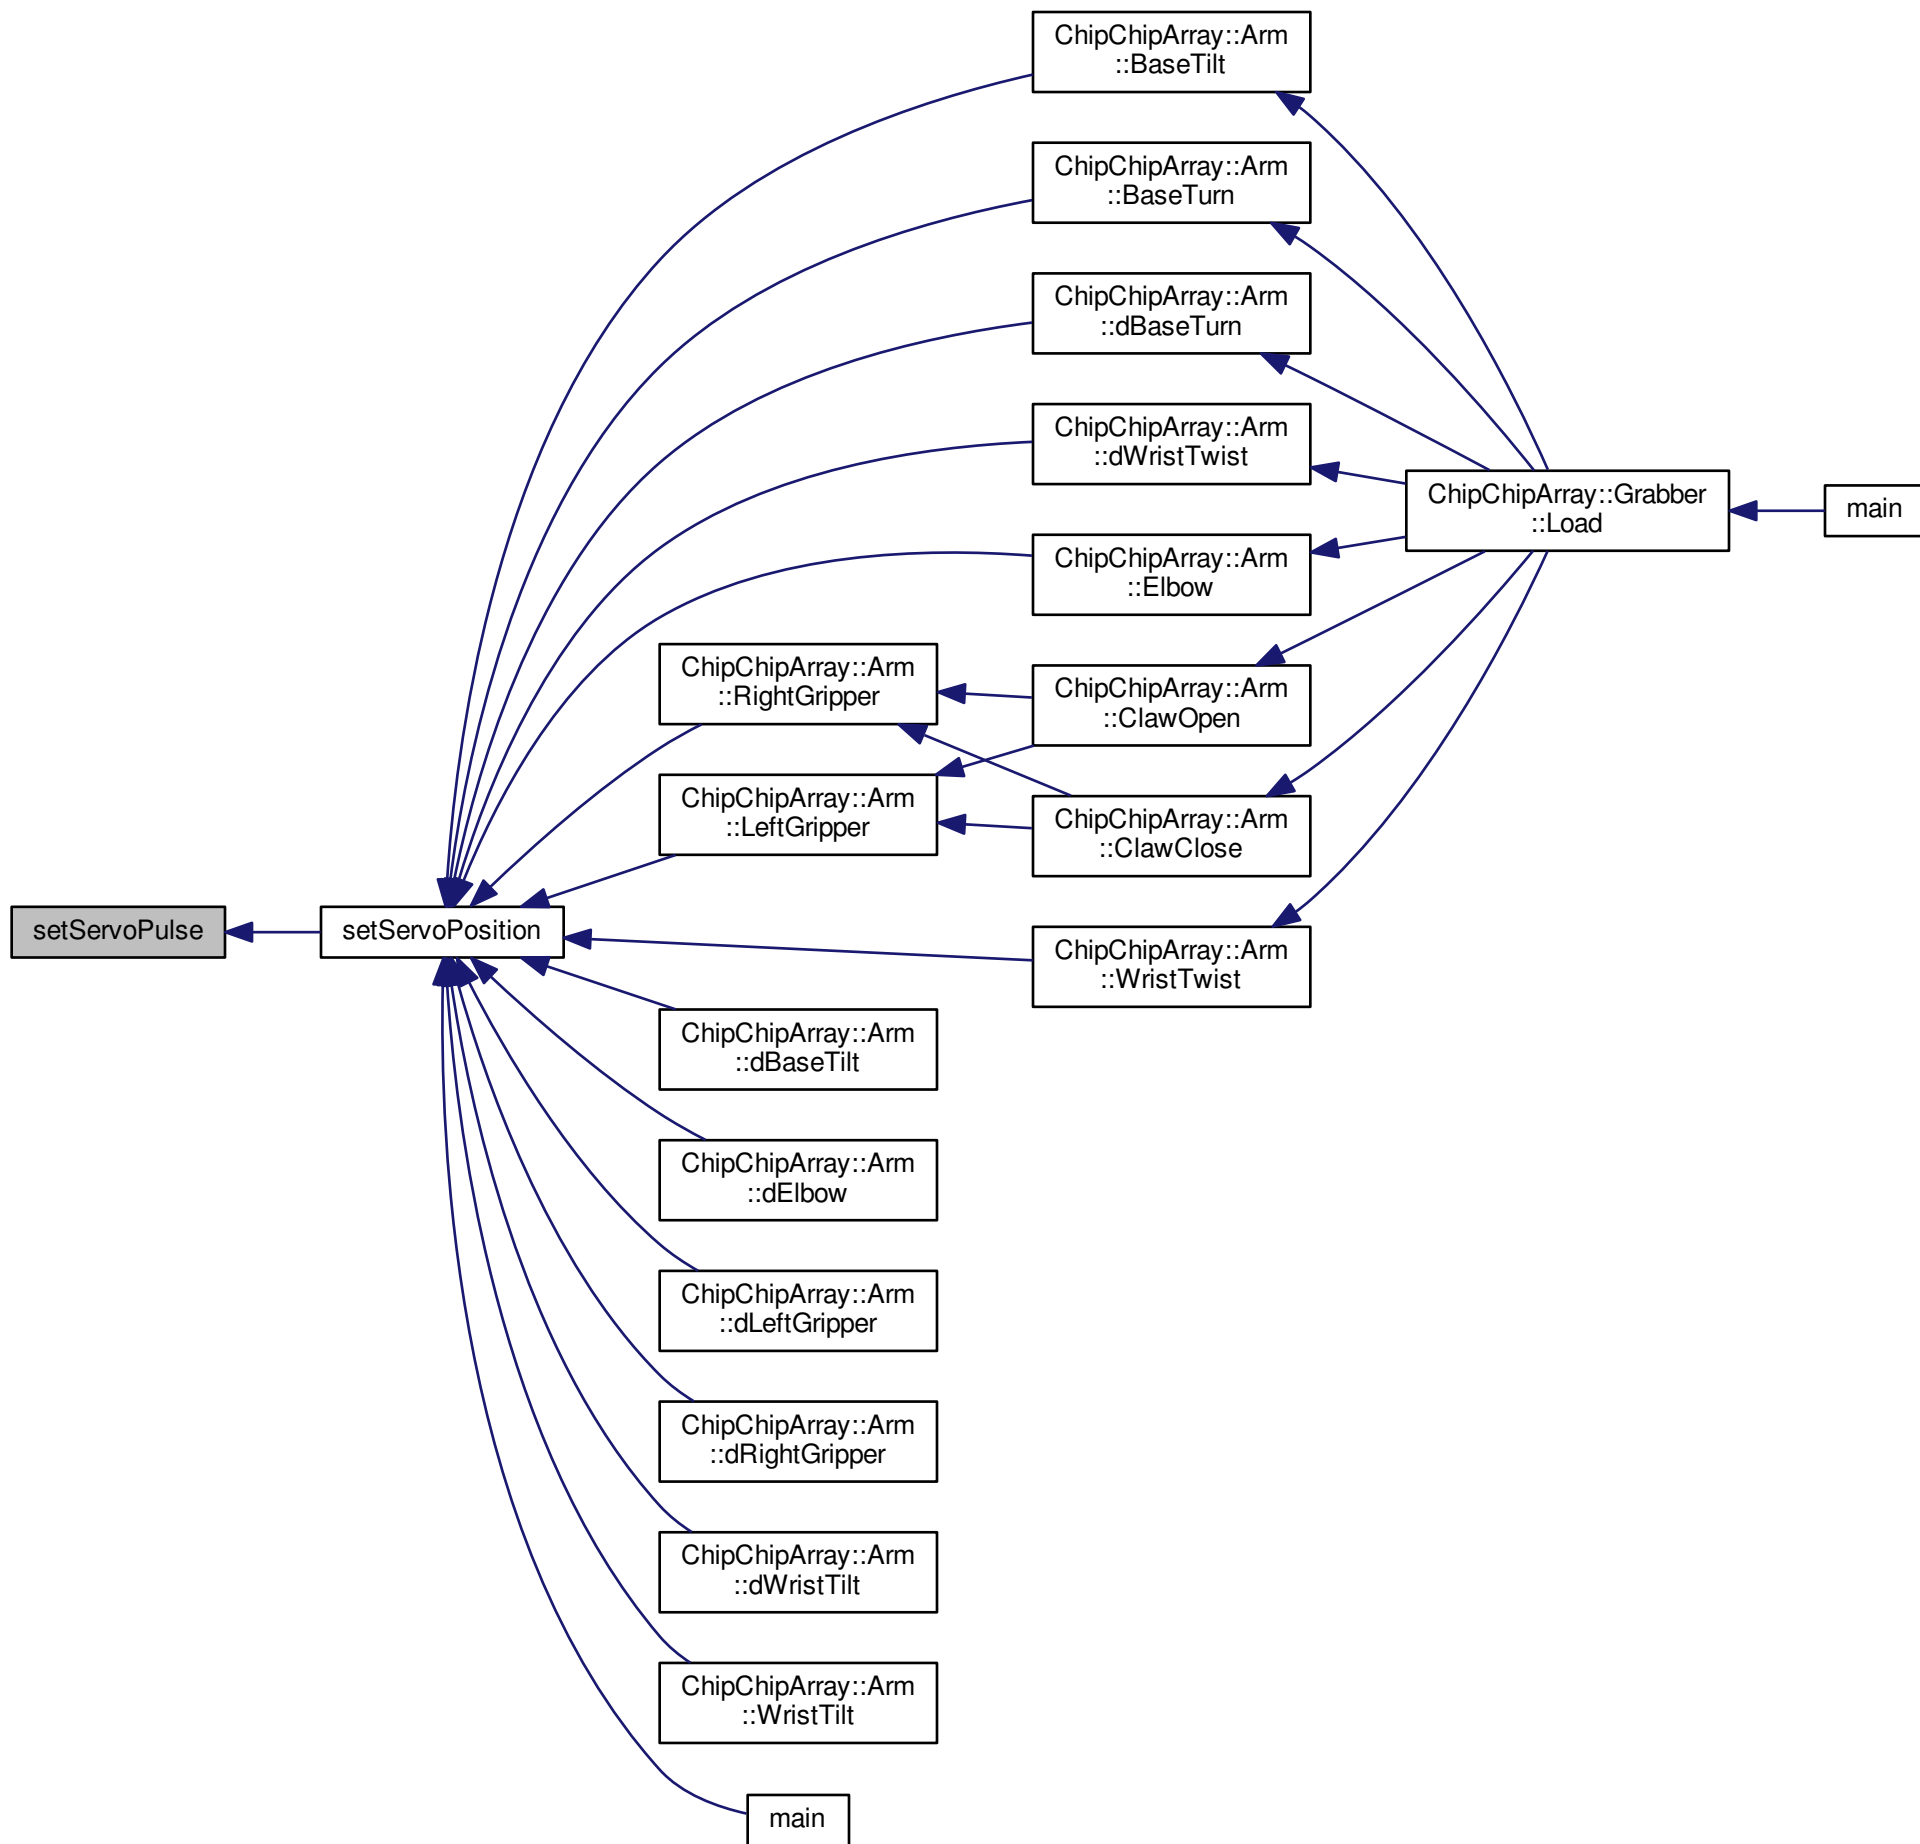 ChipChipArray::Arm
::BaseTilt
ChipChipArray::Arm
::BaseTurn
ChipChipArray::Arm
::dBaseTurn
ChipChipArray::Arm
::dWristTwist
ChipChipArray::Grabber
::Load
main
ChipChipArray::Arm
::Elbow
ChipChipArray::Arm
::RightGripper
ChipChipArray::Arm
::ClawOpen
ChipChipArray::Arm
::LeftGripper
ChipChipArray::Arm
::ClawClose
setServoPulse
setServoPosition
ChipChipArray::Arm
::WristTwist
ChipChipArray::Arm
::dBaseTilt
ChipChipArray::Arm
::dElbow
ChipChipArray::Arm
::dLeftGripper
ChipChipArray::Arm
::dRightGripper
ChipChipArray::Arm
::dWristTilt
ChipChipArray::Arm
::WristTilt
main